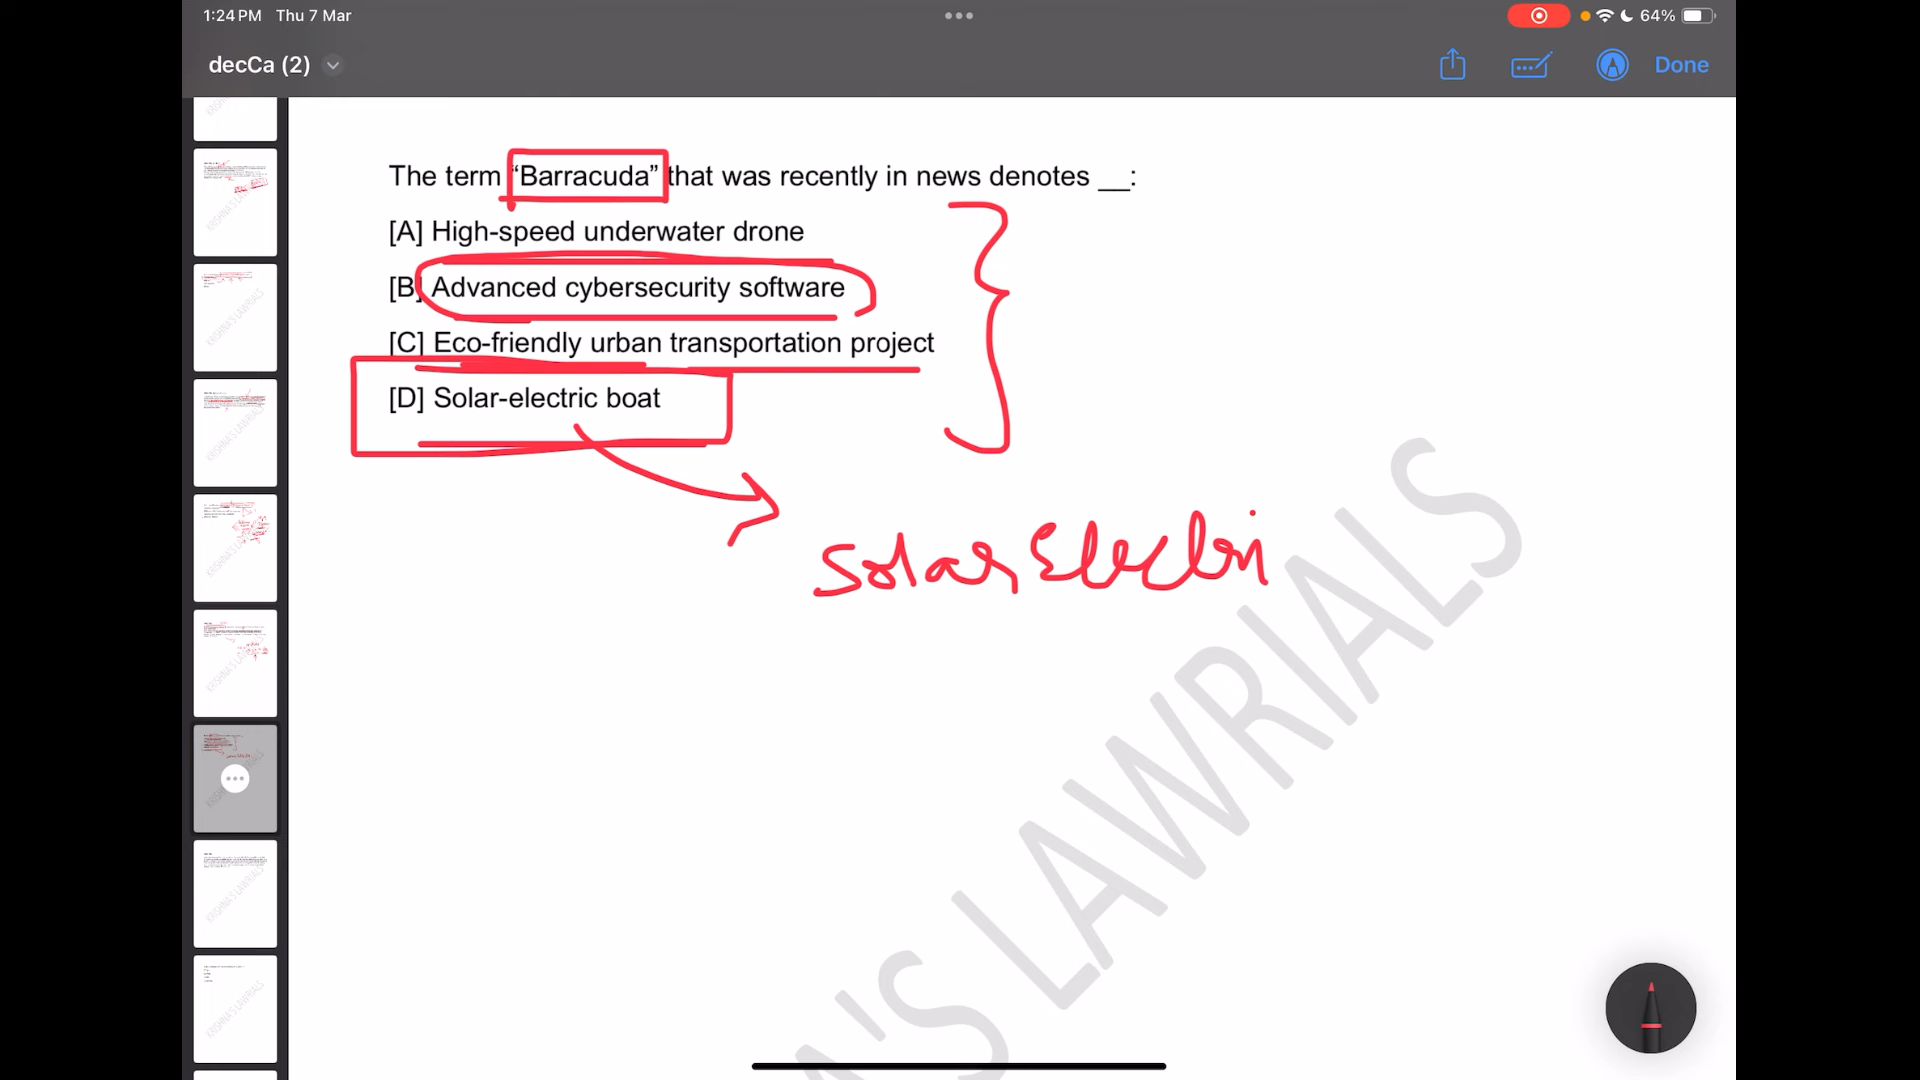 1:24 PM Thu 7 Mar
64%
decCa (2)
Done
The term “Barracuda” that was recently in news denotes __:
[A] High-speed underwater drone
[B] Advanced cybersecurity software
[C] Eco-friendly urban transportation project
[D] Solar-electric boat
Solar Electri
A'S LAWRIALS